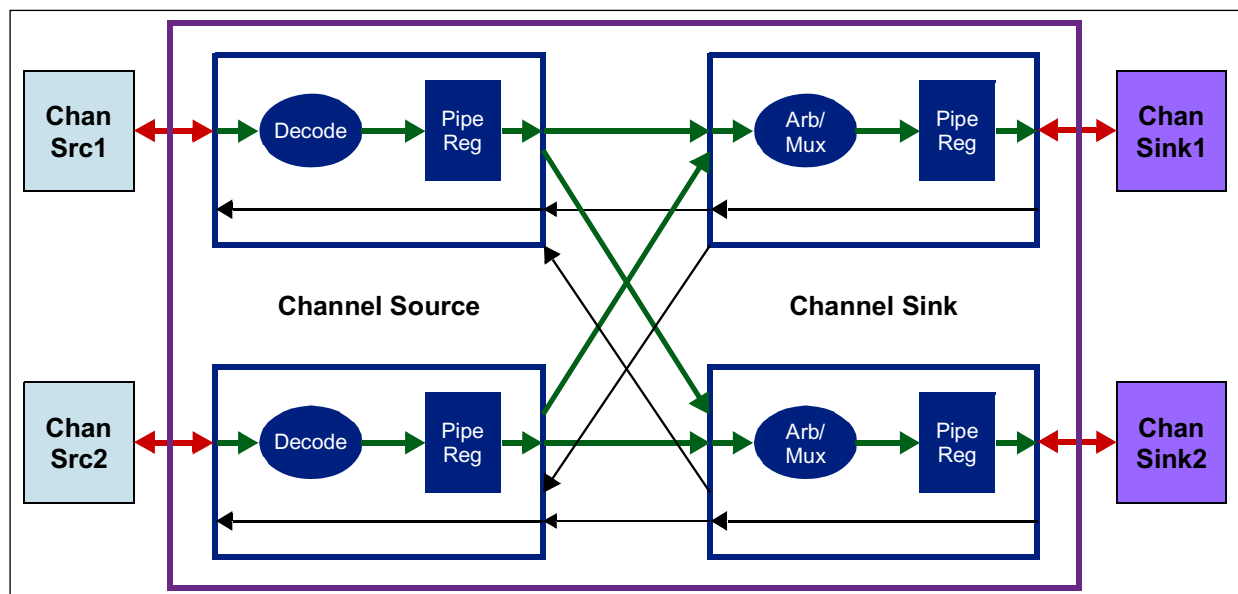 Chan
Src1
Decode
Pipe
Reg
Arb/
Mux
Pipe
Reg
Chan
Sink1
Channel Source
Channel Sink
Chan
Src2
Decode
Pipe
Reg
Arb/
Mux
Pipe
Reg
Chan
Sink2